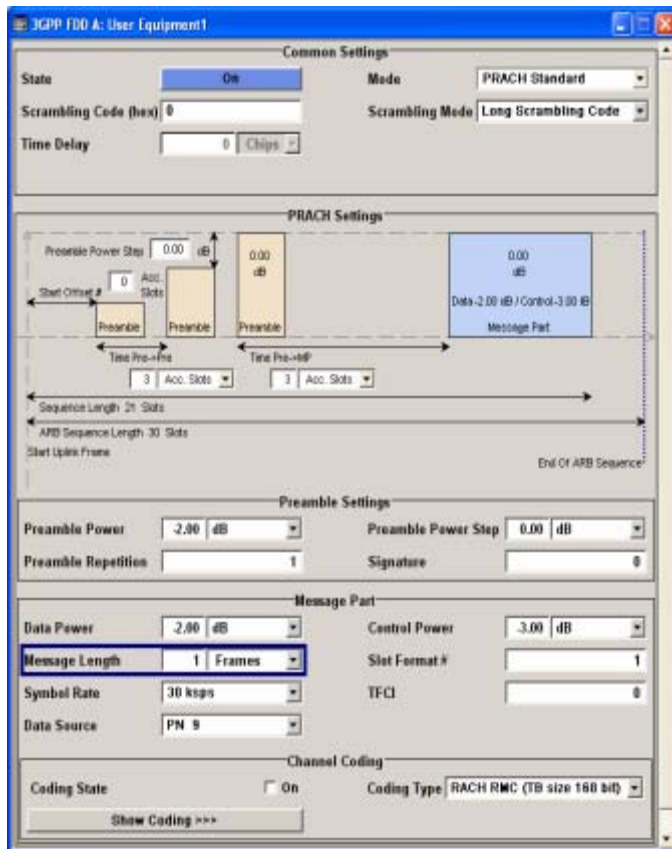 3GPP FDD A: User Equipment1
Common Settings
State On Mode PRACH Standard
Scrambling Code (hex) 0 Scrambling Mode Long Scrambling Code
Time Delay 0 Chips
PRACH Settings
Preamble Power Step 0.00 dB 0.00 dB 0.00 dB
Start Offset # 0 Acc. Slots
Data -2.00 dB / Control -3.00 dB
Preamble Preamble Preamble Message Part
Time Pre->Pre Time Pre->MP
3 Acc. Slots 3 Acc. Slots
Sequence Length 21 Slots
ARB Sequence Length 30 Slots
Start Uplink Frame
End Of ARB Sequence
Preamble Settings
Preamble Power -2.00 dB Preamble Power Step 0.00 dB
Preamble Repetition 1 Signature 0
Message Part
Data Power -2.00 dB Control Power -3.00 dB
Message Length 1 Frames Slot Format # 1
Symbol Rate 30 ksps TFCI 0
Data Source PN 9
Channel Coding
Coding State On Coding Type RACH RMC (TB size 168 bit)
Show Coding >>>